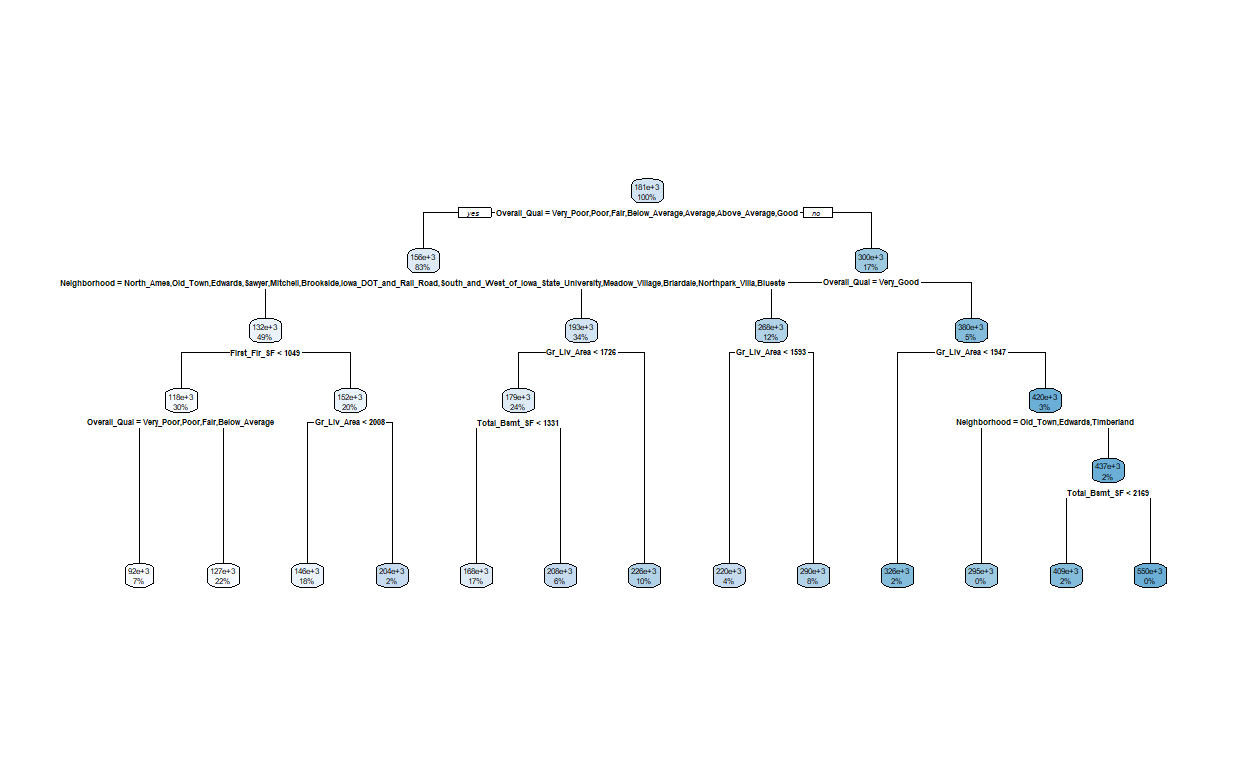 181e+3
100%
yes
Overall_Qual = Very_Poor,Poor,Fair,Below_Average,Average,Above_Average,Good
no
156e+3
83%
300e+3
17%
Neighborhood = North_Ames,Old_Town,Edwards,Sawyer,Mitchell,Brookside,Iowa_DOT_and_Rail_Road,South_and_West_of_Iowa_State_University,Meadow_Village,Briardale,Northpark_Villa,Blueste
Overall_Qual = Very_Good
132e+3
49%
193e+3
34%
268e+3
12%
380e+3
5%
First_Flr_SF < 1049
Gr_Liv_Area < 1726
Gr_Liv_Area < 1593
Gr_Liv_Area < 1947
118e+3
30%
152e+3
20%
179e+3
24%
420e+3
3%
Overall_Qual = Very_Poor,Poor,Fair,Below_Average
Gr_Liv_Area < 2008
Total_Bsmt_SF < 1331
Neighborhood = Old_Town,Edwards,Timberland
437e+3
2%
Total_Bsmt_SF < 2169
92e+3
7%
127e+3
22%
146e+3
18%
204e+3
2%
168e+3
17%
208e+3
6%
226e+3
10%
220e+3
4%
290e+3
8%
326e+3
2%
295e+3
0%
409e+3
2%
550e+3
0%